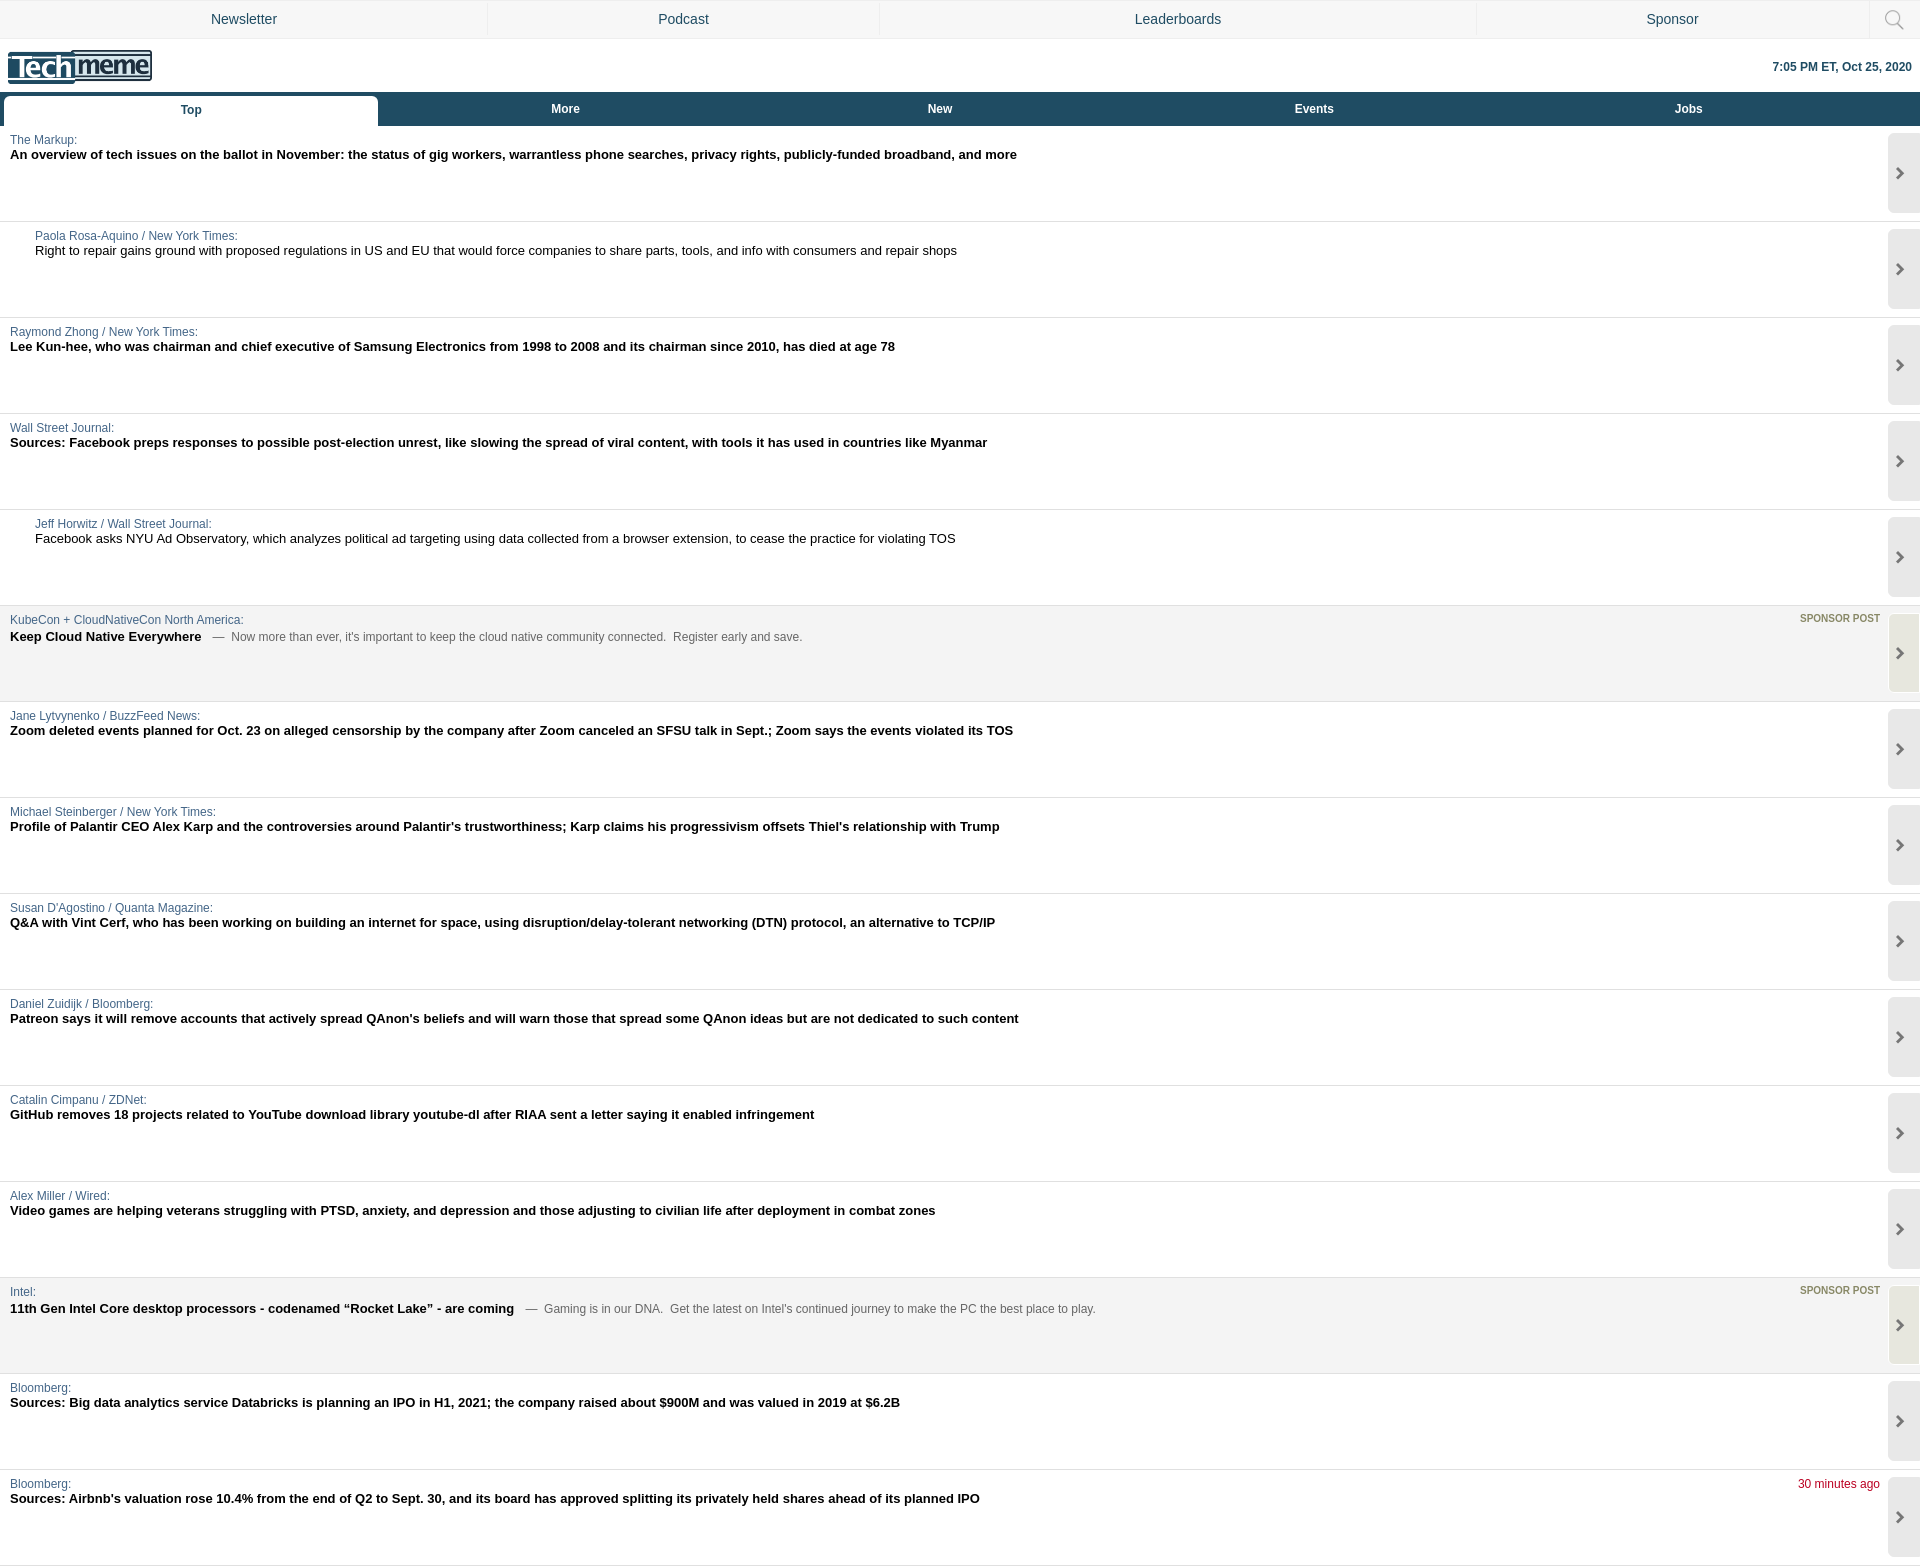 Newsletter
Podcast
Leaderboards
Sponsor
Techmeme
7:05 PM ET, Oct 25, 2020
Top
More
New
Events
Jobs
The Markup:
An overview of tech issues on the ballot in November: the status of gig workers, warrantless phone searches, privacy rights, publicly-funded broadband, and more
Paola Rosa-Aquino / New York Times:
Right to repair gains ground with proposed regulations in US and EU that would force companies to share parts, tools, and info with consumers and repair shops
Raymond Zhong / New York Times:
Lee Kun-hee, who was chairman and chief executive of Samsung Electronics from 1998 to 2008 and its chairman since 2010, has died at age 78
Wall Street Journal:
Sources: Facebook preps responses to possible post-election unrest, like slowing the spread of viral content, with tools it has used in countries like Myanmar
Jeff Horwitz / Wall Street Journal:
Facebook asks NYU Ad Observatory, which analyzes political ad targeting using data collected from a browser extension, to cease the practice for violating TOS
KubeCon + CloudNativeCon North America:
SPONSOR POST
Keep Cloud Native Everywhere — Now more than ever, it's important to keep the cloud native community connected. Register early and save.
Jane Lytvynenko / BuzzFeed News:
Zoom deleted events planned for Oct. 23 on alleged censorship by the company after Zoom canceled an SFSU talk in Sept.; Zoom says the events violated its TOS
Michael Steinberger / New York Times:
Profile of Palantir CEO Alex Karp and the controversies around Palantir's trustworthiness; Karp claims his progressivism offsets Thiel's relationship with Trump
Susan D'Agostino / Quanta Magazine:
Q&A with Vint Cerf, who has been working on building an internet for space, using disruption/delay-tolerant networking (DTN) protocol, an alternative to TCP/IP
Daniel Zuidijk / Bloomberg:
Patreon says it will remove accounts that actively spread QAnon's beliefs and will warn those that spread some QAnon ideas but are not dedicated to such content
Catalin Cimpanu / ZDNet:
GitHub removes 18 projects related to YouTube download library youtube-dl after RIAA sent a letter saying it enabled infringement
Alex Miller / Wired:
Video games are helping veterans struggling with PTSD, anxiety, and depression and those adjusting to civilian life after deployment in combat zones
Intel:
SPONSOR POST
11th Gen Intel Core desktop processors - codenamed “Rocket Lake” - are coming — Gaming is in our DNA. Get the latest on Intel's continued journey to make the PC the best place to play.
Bloomberg:
Sources: Big data analytics service Databricks is planning an IPO in H1, 2021; the company raised about $900M and was valued in 2019 at $6.2B
Bloomberg:
30 minutes ago
Sources: Airbnb's valuation rose 10.4% from the end of Q2 to Sept. 30, and its board has approved splitting its privately held shares ahead of its planned IPO